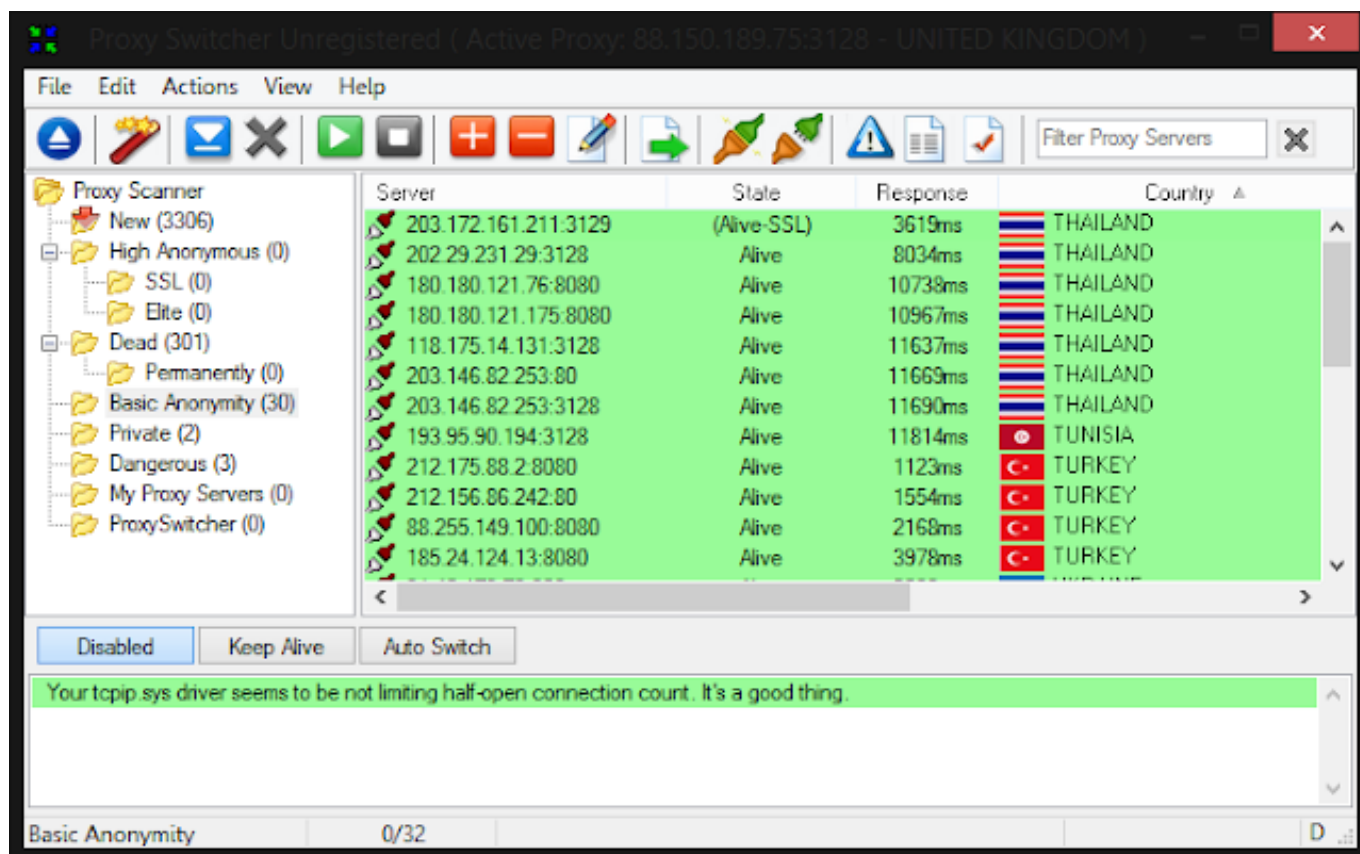 Proxy Switcher Unregistered ( Active Proxy: 88.150.189.75:3128 - UNITED KINGDOM )
File Edit Actions View Help
Filter Proxy Servers
Proxy Scanner
New (3306)
High Anonymous (0)
SSL (0)
Elite (0)
Dead (301)
Permanently (0)
Basic Anonymity (30)
Private (2)
Dangerous (3)
My Proxy Servers (0)
ProxySwitcher (0)
Server State Response Country
203.172.161.211:3129 (Alive-SSL) 3619ms THAILAND
202.29.231.29:3128 Alive 8034ms THAILAND
180.180.121.76:8080 Alive 10738ms THAILAND
180.180.121.175:8080 Alive 10967ms THAILAND
118.175.14.131:3128 Alive 11637ms THAILAND
203.146.82.253:80 Alive 11669ms THAILAND
203.146.82.253:3128 Alive 11690ms THAILAND
193.95.90.194:3128 Alive 11814ms TUNISIA
212.175.88.2:8080 Alive 1123ms TURKEY
212.156.86.242:80 Alive 1554ms TURKEY
88.255.149.100:8080 Alive 2168ms TURKEY
185.24.124.13:8080 Alive 3978ms TURKEY
Disabled Keep Alive Auto Switch
Your tcpip.sys driver seems to be not limiting half-open connection count. It's a good thing.
Basic Anonymity 0/32 D